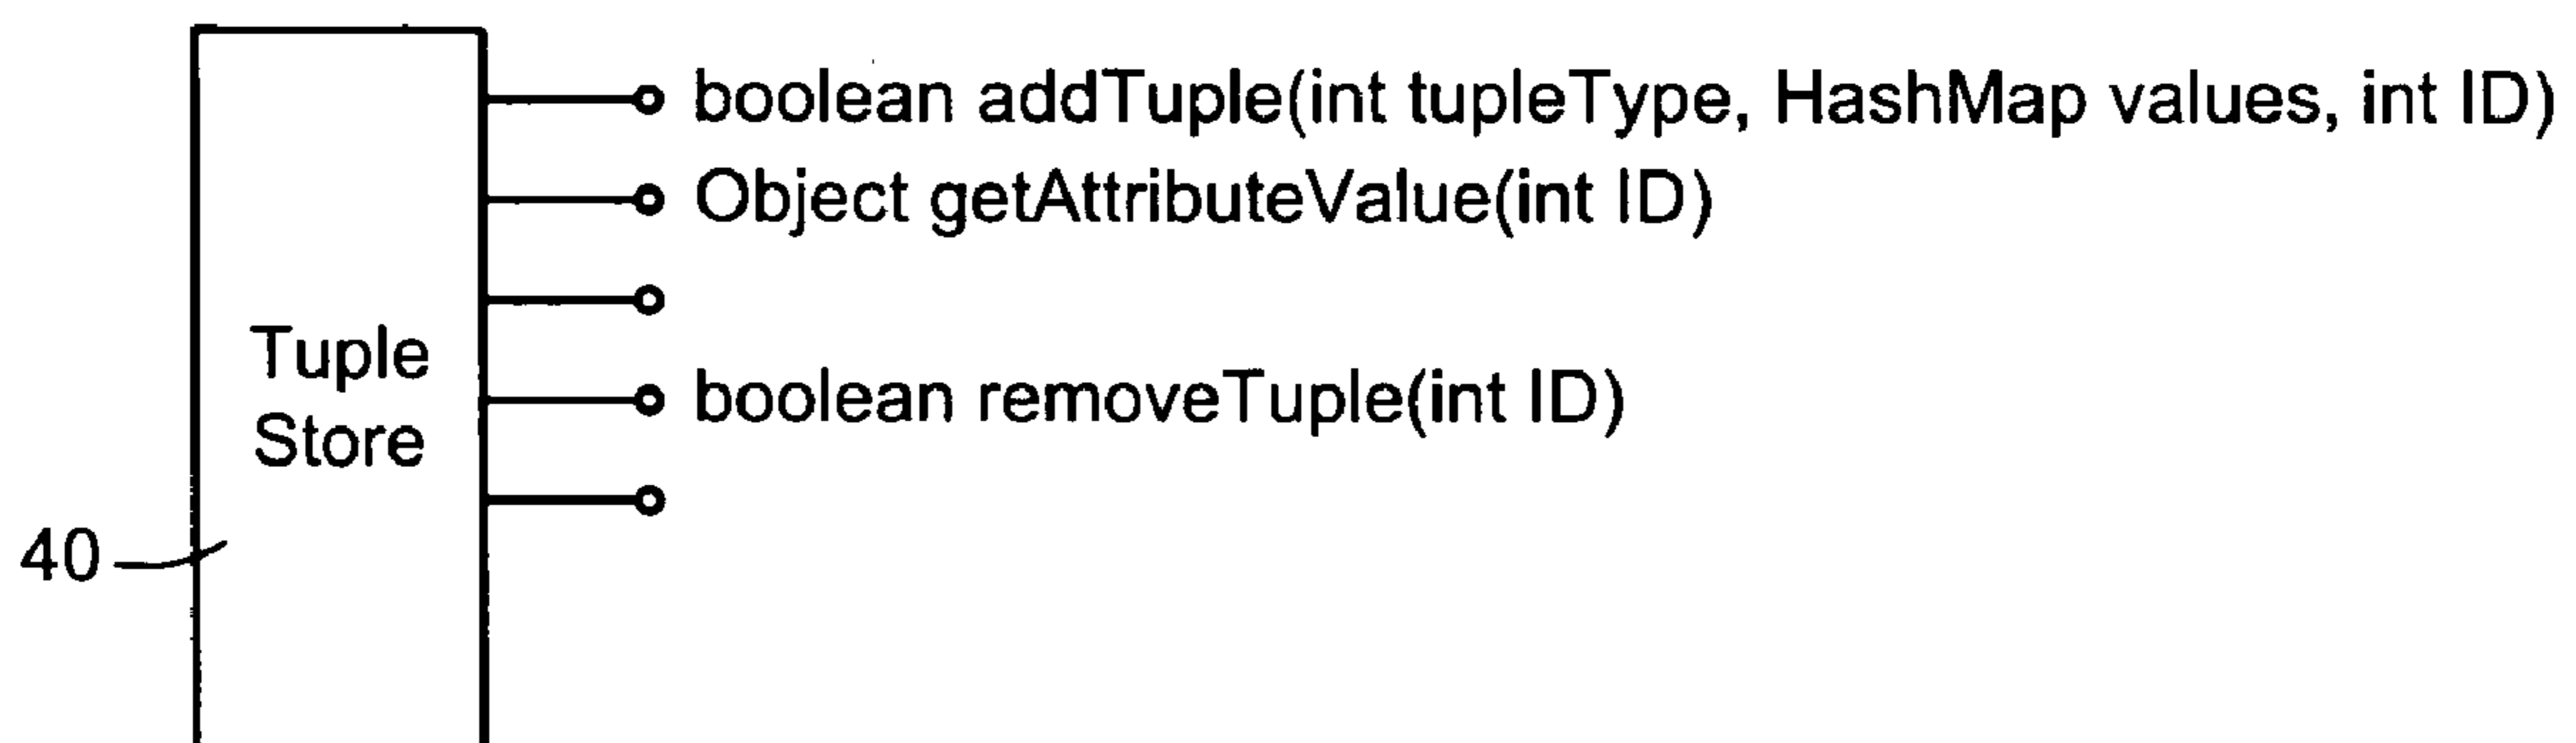 boolean addTuple(int tupleType, HashMap values, int ID)
Object getAttributeValue(int ID)
boolean removeTuple(int ID)
Tuple
Store
40